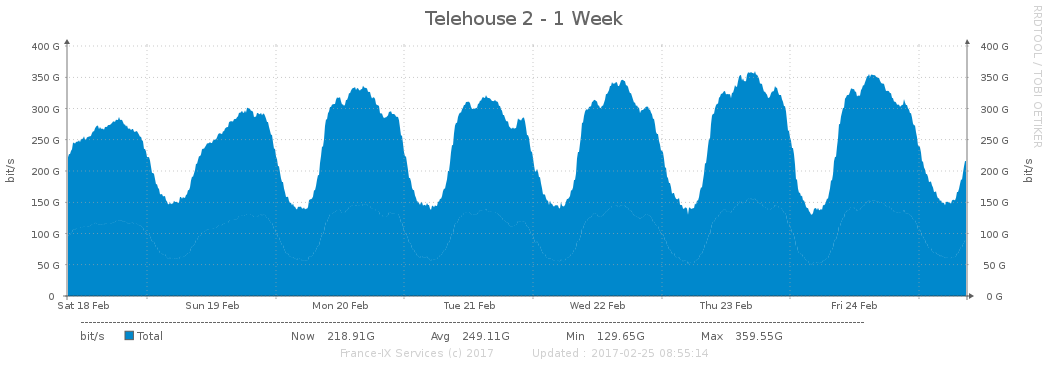 Telehouse 2 - 1 Week
RRDTOOL / TOBI OETIKER
400 G 400 G
350 G 350 G
300 G 300 G
250 G 250 G
200 G 200 G
150 G 150 G
100 G 100 G
50 G 50 G
0 0 G
bit/s bit/s
Sat 18 Feb Sun 19 Feb Mon 20 Feb Tue 21 Feb Wed 22 Feb Thu 23 Feb Fri 24 Feb
bit/s Total Now 218.91G Avg 249.11G Min 129.65G Max 359.55G
France-IX Services (c) 2017 Updated : 2017-02-25 08:55:14